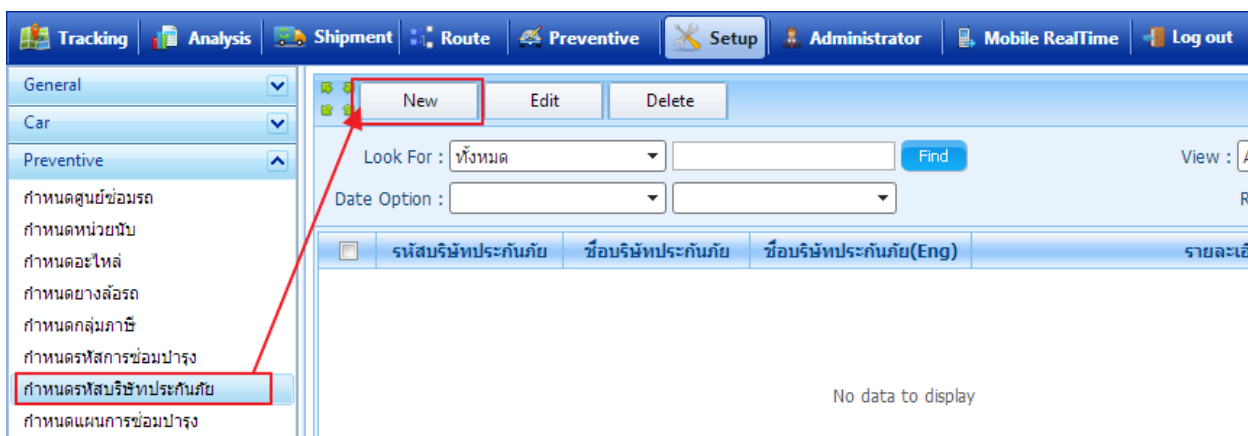 Tracking Analysis Shipment Route Preventive Setup Administrator Mobile RealTime Log out
General
Car
Preventive
กำหนดศูนย์ซ่อมรถ
กำหนดหน่วยนับ
กำหนดอะไหล่
กำหนดยางล้อรถ
กำหนดกลุ่มภาษี
กำหนดรหัสการซ่อมบำรุง
กำหนดรหัสบริษัทประกันภัย
กำหนดแผนการซ่อมบำรุง
New Edit Delete
Look For : ทั้งหมด Find View : A
Date Option : R
รหัสบริษัทประกันภัย ชื่อบริษัทประกันภัย ชื่อบริษัทประกันภัย(Eng) รายละเอี
No data to display